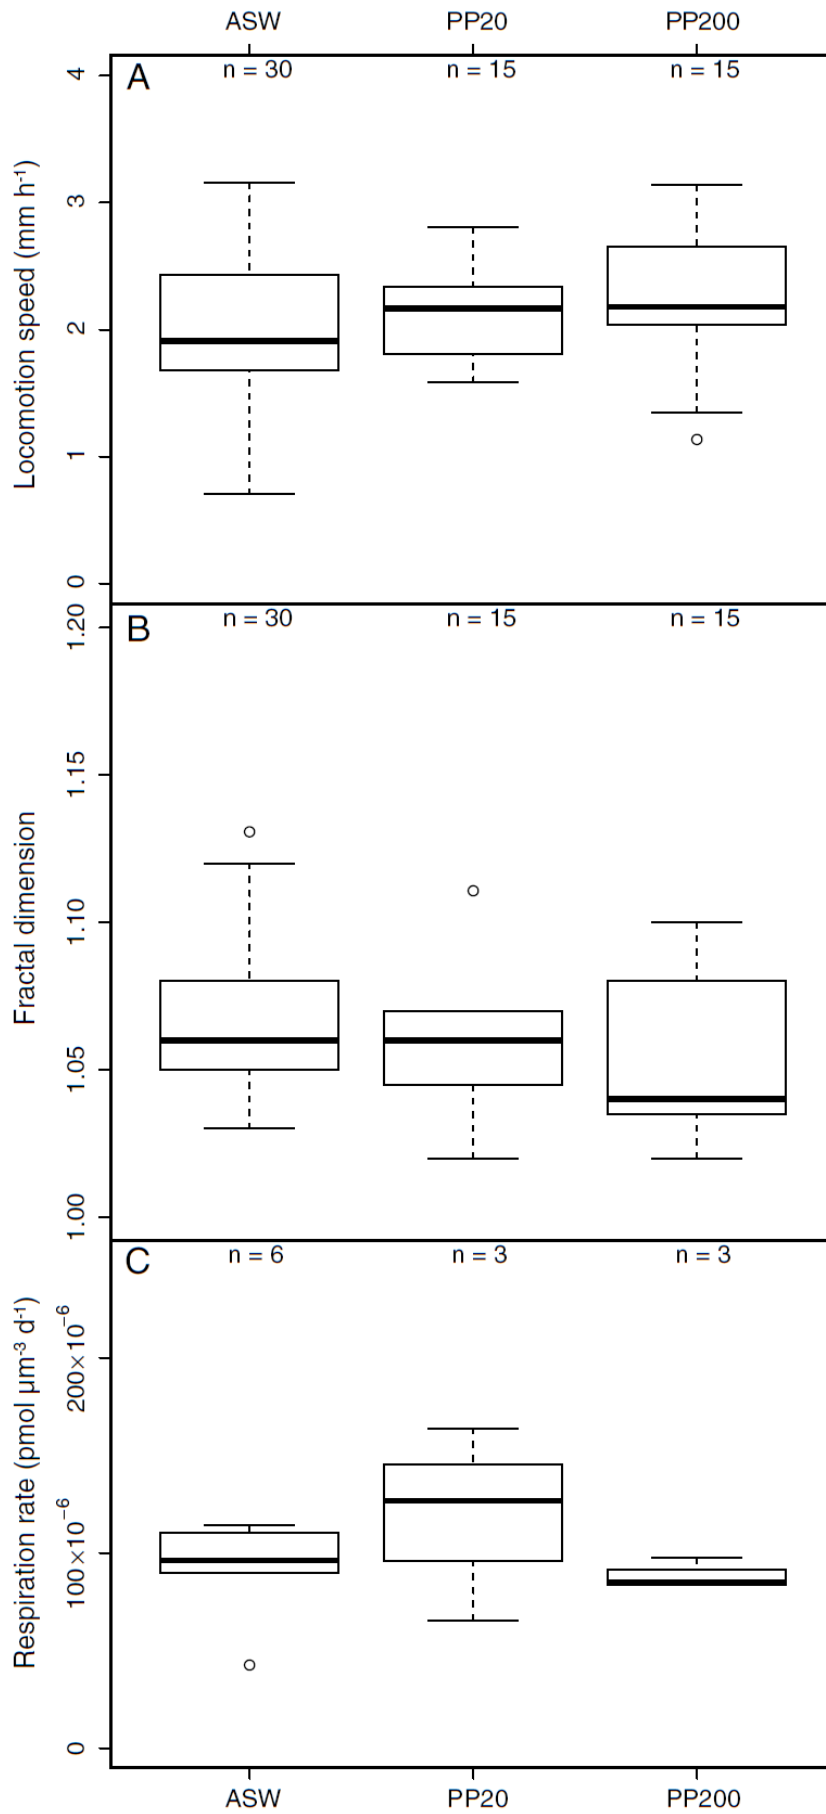 ASW PP20 PP200
A
n = 30 n = 15 n = 15
4
3
2
1
0
Locomotion speed (mm h⁻¹)
B
n = 30 n = 15 n = 15
1.20
1.15
1.10
1.05
1.00
Fractal dimension
C
n = 6 n = 3 n = 3
200×10⁻⁶
100×10⁻⁶
0
Respiration rate (pmol µm⁻³ d⁻¹)
ASW PP20 PP200